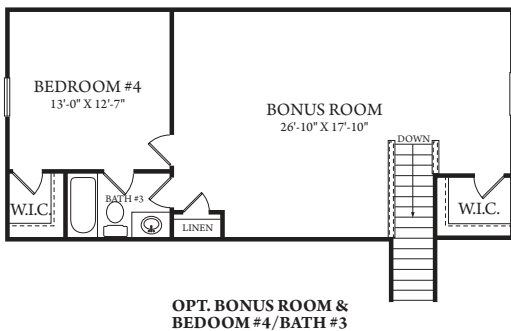 BEDROOM #4
13'-0" X 12'-7"
BONUS ROOM
26'-10" X 17'-10"
DOWN
BATH #3
W.I.C.
LINEN
W.I.C.
OPT. BONUS ROOM &
BEDOOM #4/BATH #3